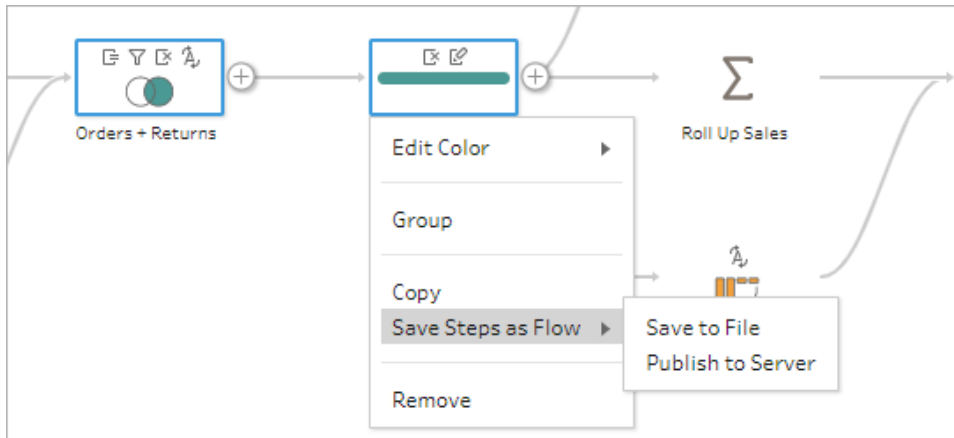 Orders + Returns
Roll Up Sales
Edit Color
Group
Copy
Save Steps as Flow
Remove
Save to File
Publish to Server